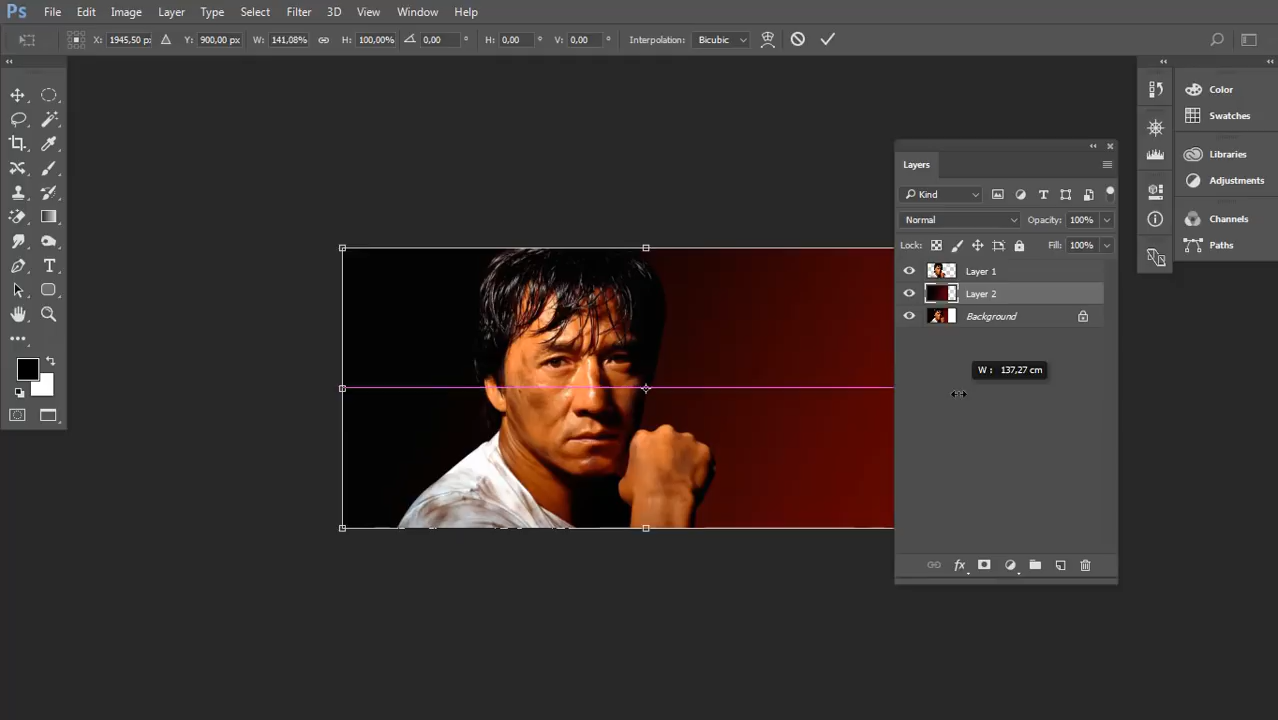 Ps File Edit Image Layer Type Select Filter 3D View Window Help
X: 1945,50 px Y: 900,00 px W: 141,08% H: 100,00% 0,00 ° H: 0,00 ° V: 0,00 ° Interpolation: Bicubic
Color
Swatches
Libraries
Adjustments
Channels
Paths
Layers
Kind
Normal Opacity: 100%
Lock: Fill: 100%
Layer 1
Layer 2
Background
W : 137,27 cm
fx